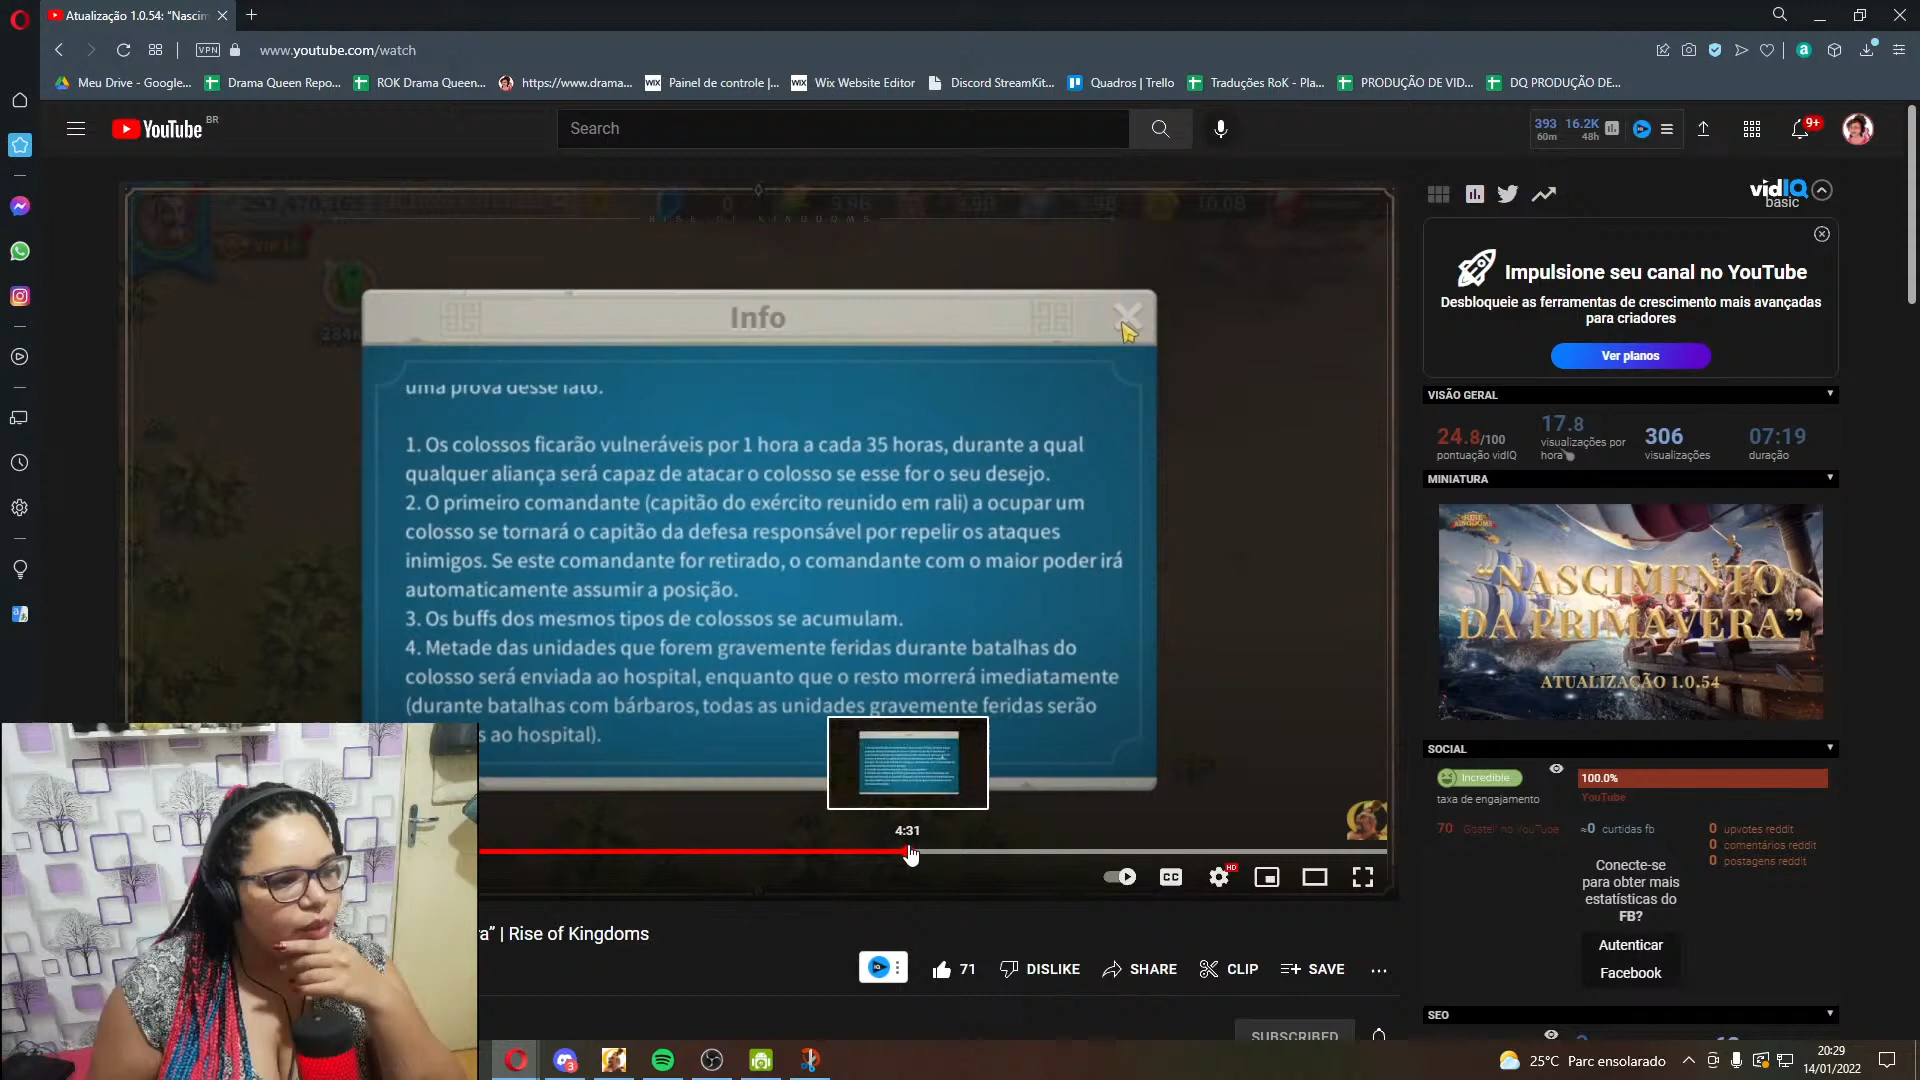 Atualização 1.0.54: “Nascim
VPN
www.youtube.com/watch
Meu Drive - Google...
Drama Queen Repo...
ROK Drama Queen...
https://www.drama...
Painel de controle |...
Wix Website Editor
Discord StreamKit...
Quadros | Trello
Traduções RoK - Pla...
PRODUÇÃO DE VID...
DQ PRODUÇÃO DE...
YouTube BR
Search
393 16.2K
60m 48h
9+
RISE OF KINGDOMS
Info
uma prova desse fato.
1. Os colossos ficarão vulneráveis por 1 hora a cada 35 horas, durante a qual
qualquer aliança será capaz de atacar o colosso se esse for o seu desejo.
2. O primeiro comandante (capitão do exército reunido em rali) a ocupar um
colosso se tornará o capitão da defesa responsável por repelir os ataques
inimigos. Se este comandante for retirado, o comandante com o maior poder irá
automaticamente assumir a posição.
3. Os buffs dos mesmos tipos de colossos se acumulam.
4. Metade das unidades que forem gravemente feridas durante batalhas do
colosso será enviada ao hospital, enquanto que o resto morrerá imediatamente
(durante batalhas com bárbaros, todas as unidades gravemente feridas serão
s ao hospital).
4:31
CC
HD
ra” | Rise of Kingdoms
71
DISLIKE
SHARE
CLIP
SAVE
SUBSCRIBED
vidIQ
basic
Impulsione seu canal no YouTube
Desbloqueie as ferramentas de crescimento mais avançadas
para criadores
Ver planos
VISÃO GERAL
24.8/100
pontuação vidIQ
17.8
visualizações por
hora
306
visualizações
07:19
duração
MINIATURA
“NASCIMENTO
DA PRIMAVERA”
ATUALIZAÇÃO 1.0.54
SOCIAL
Incredible
taxa de engajamento
100.0%
YouTube
70 "Gostei" no YouTube
≈0 curtidas fb
0 upvotes reddit
0 comentários reddit
0 postagens reddit
Conecte-se
para obter mais
estatísticas do
FB?
Autenticar
Facebook
SEO
25°C Parc ensolarado
20:29
14/01/2022